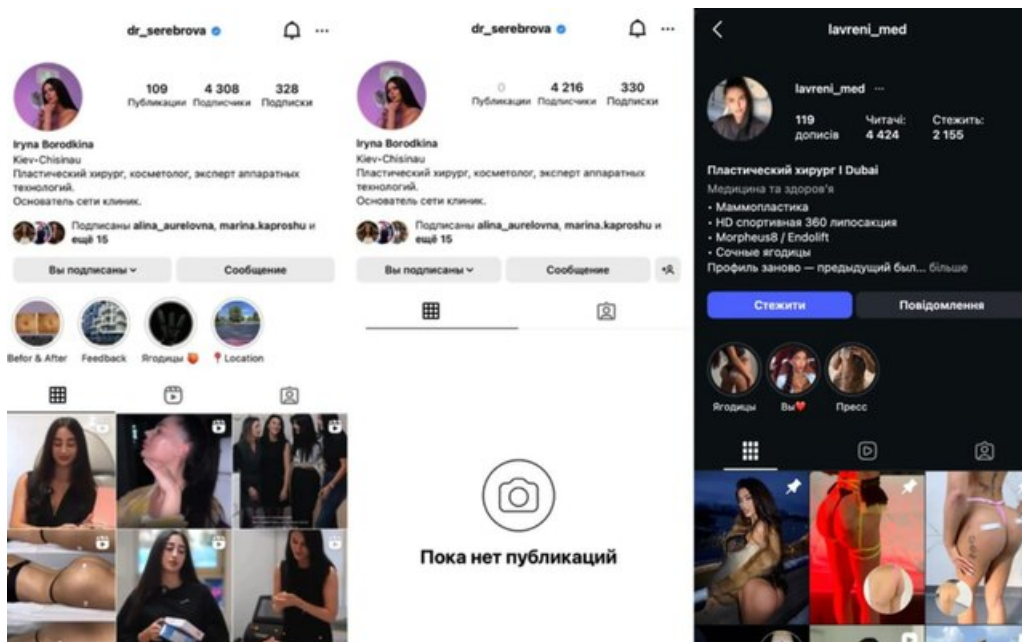 dr_serebrova
109
4 308
328
Публикации
Подписчики
Подписки
Iryna Borodkina
Kiev-Chisinau
Пластический хирург, косметолог, эксперт аппаратных
технологий.
Основатель сети клиник.
Подписаны alina_aurelovna, marina.kaproshu и
ещё 15
Вы подписаны
Сообщение
Befor & After
Feedback
Ягодицы 🍑
📍 Location
dr_serebrova
0
4 216
330
Публикации
Подписчики
Подписки
Iryna Borodkina
Kiev-Chisinau
Пластический хирург, косметолог, эксперт аппаратных
технологий.
Основатель сети клиник.
Подписаны alina_aurelovna, marina.kaproshu и
ещё 15
Вы подписаны
Сообщение
Пока нет публикаций
lavreni_med
lavreni_med ...
119
дописів
Читачі:
4 424
Стежить:
2 155
Пластический хирург I Dubai
Медицина та здоров'я
• Маммопластика
• HD спортивная 360 липосакция
• Morpheus8 / Endolift
• Сочные ягодицы
Профиль заново — предыдущий был... більше
Стежити
Повідомлення
Ягодицы
Вы❤️
Пресс